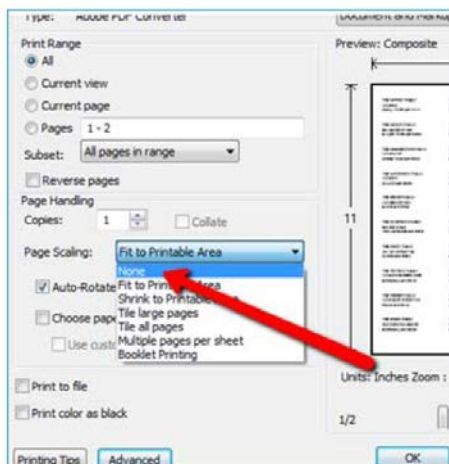 Type: Adobe PDF Converter
Document and Markup
Print Range
All
Current view
Current page
Pages 1 - 2
Subset: All pages in range
Reverse pages
Page Handling
Copies: 1 Collate
Page Scaling: Fit to Printable Area
None
Auto-Rotate Fit to Printable Area
Shrink to Printable
Choose pape Tile large pages
Tile all pages
Use custo Multiple pages per sheet
Booklet Printing
Print to file
Print color as black
Printing Tips Advanced
Preview: Composite
11
Units: Inches Zoom :
1/2
OK